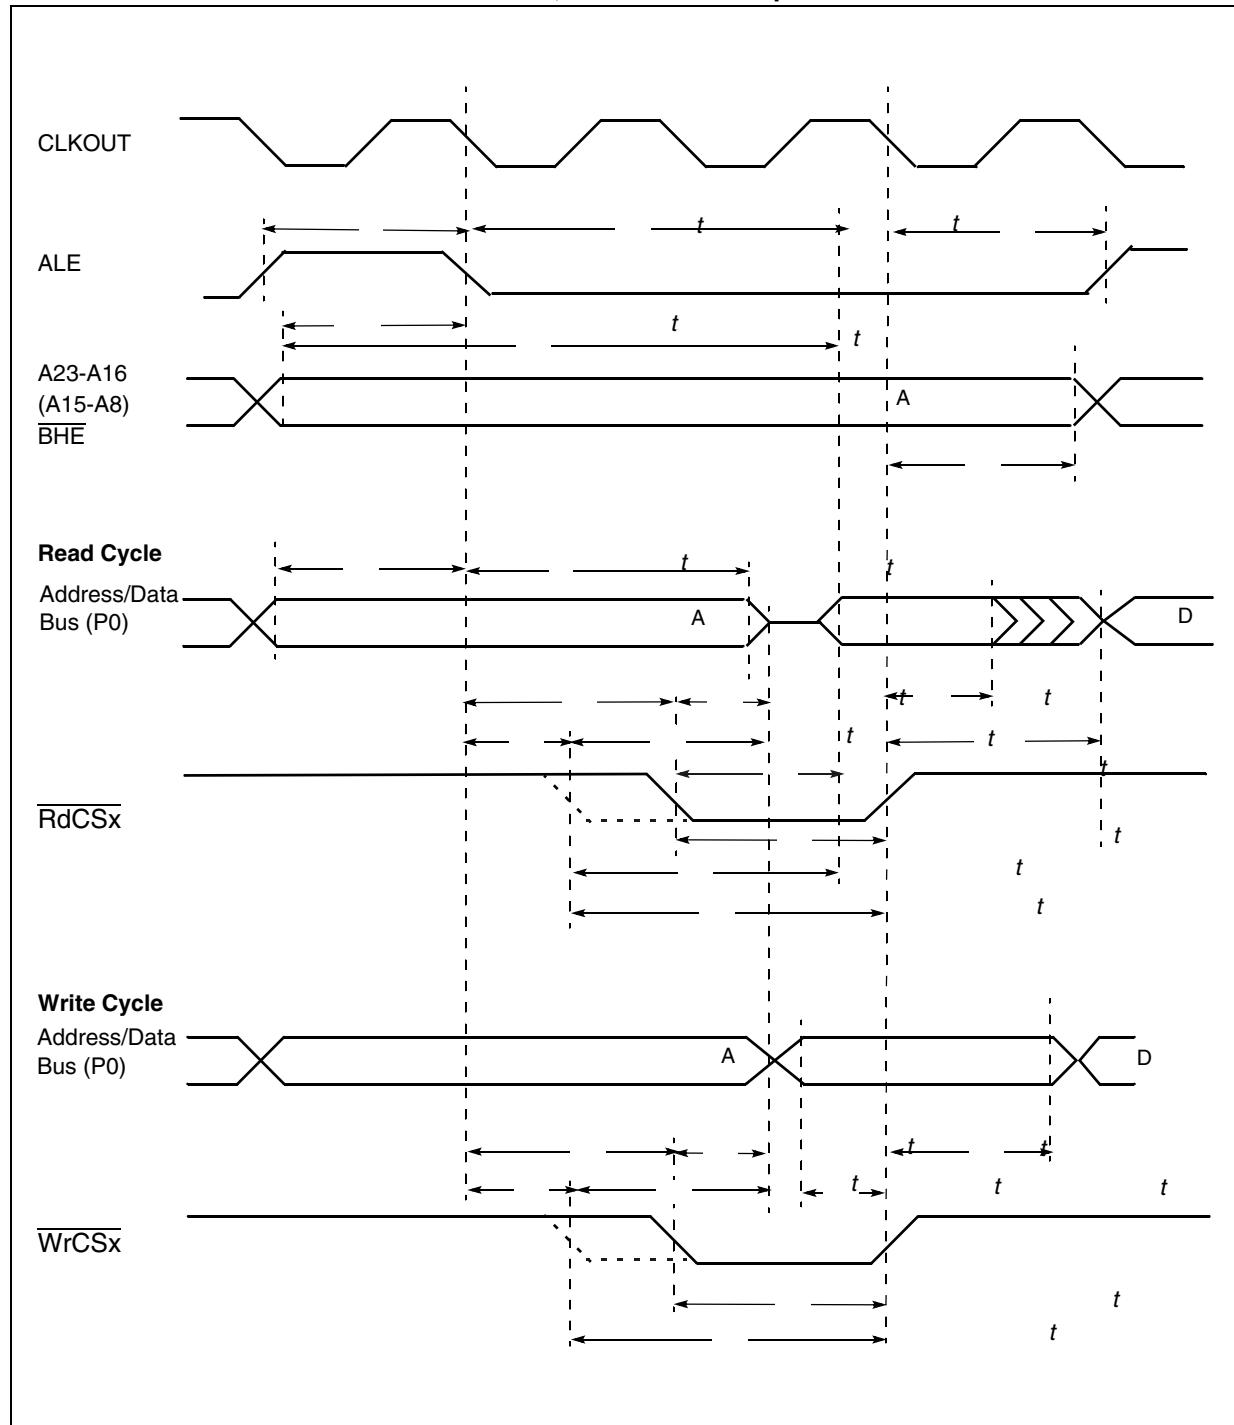 CLKOUT
t t
ALE
t
t
A23-A16
(A15-A8)
A
BHE
Read Cycle
t t
Address/Data
Bus (P0)
A
D
t t
t t
t
RdCSx
t
t
t
Write Cycle
Address/Data
Bus (P0)
A
D
t t
t t t
WrCSx
t
t